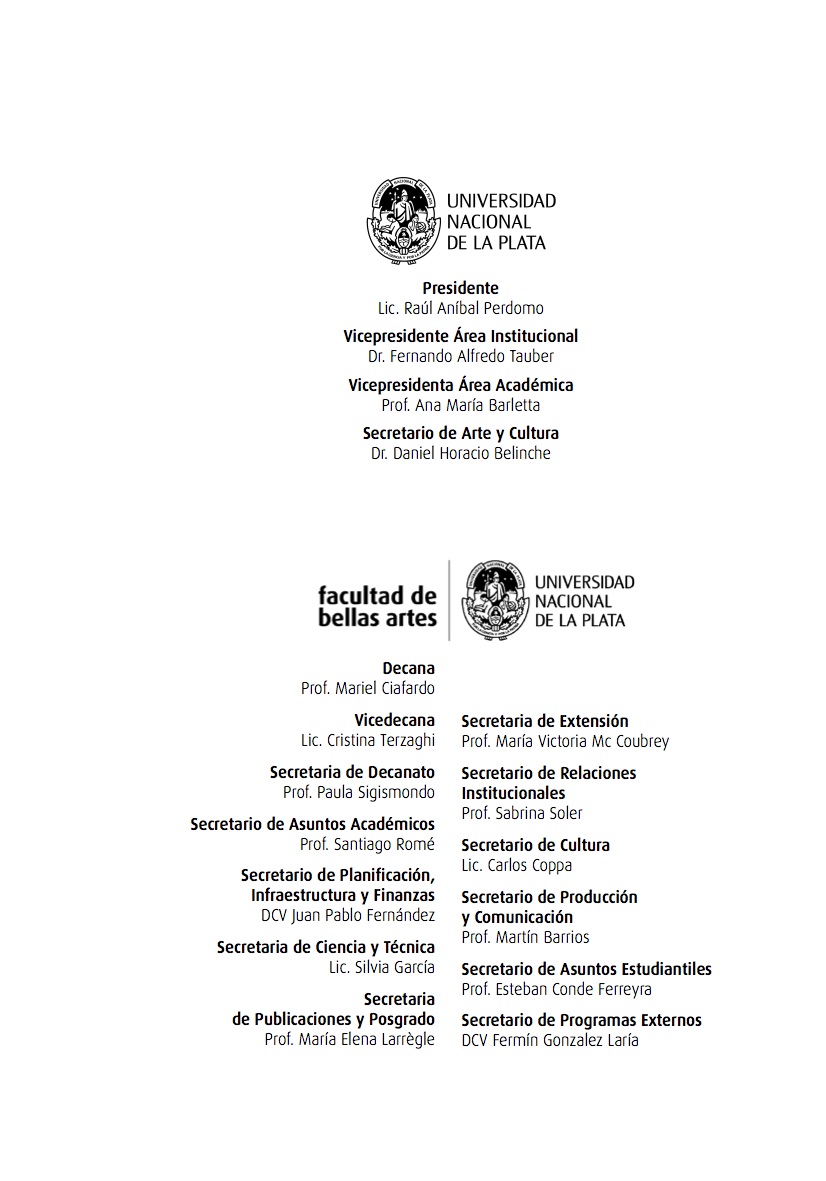 UNIVERSIDAD
NACIONAL
DE LA PLATA
Presidente
Lic. Raúl Aníbal Perdomo
Vicepresidente Área Institucional
Dr. Fernando Alfredo Tauber
Vicepresidenta Área Académica
Prof. Ana María Barletta
Secretario de Arte y Cultura
Dr. Daniel Horacio Belinche
facultad de
bellas artes
UNIVERSIDAD
NACIONAL
DE LA PLATA
Decana
Prof. Mariel Ciafardo
Vicedecana
Lic. Cristina Terzaghi
Secretaria de Decanato
Prof. Paula Sigismondo
Secretario de Asuntos Académicos
Prof. Santiago Romé
Secretario de Planificación,
Infraestructura y Finanzas
DCV Juan Pablo Fernández
Secretaria de Ciencia y Técnica
Lic. Silvia García
Secretaria
de Publicaciones y Posgrado
Prof. María Elena Larrègle
Secretaria de Extensión
Prof. María Victoria Mc Coubrey
Secretario de Relaciones
Institucionales
Prof. Sabrina Soler
Secretario de Cultura
Lic. Carlos Coppa
Secretario de Producción
y Comunicación
Prof. Martín Barrios
Secretario de Asuntos Estudiantiles
Prof. Esteban Conde Ferreyra
Secretario de Programas Externos
DCV Fermín Gonzalez Laría